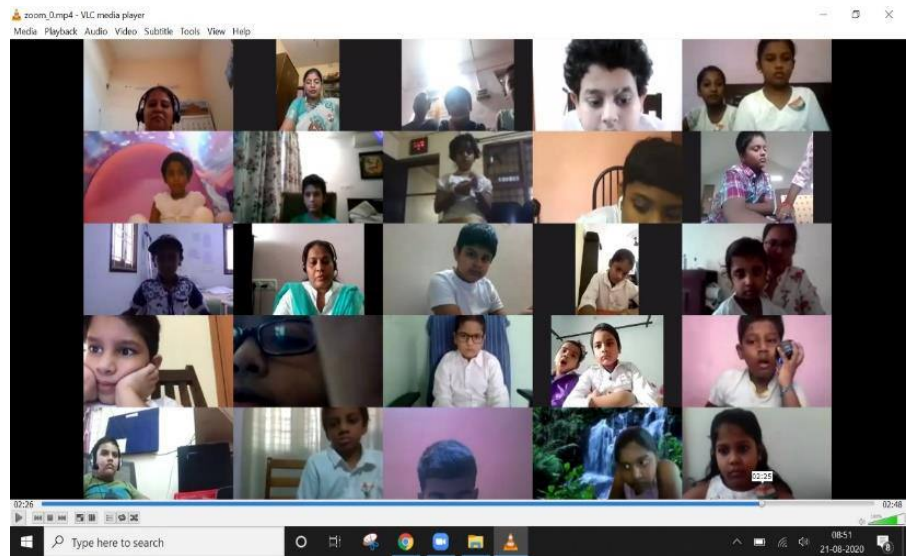 zoom_0.mp4 - VLC media player
Media Playback Audio Video Subtitle Tools View Help
02:25
02:26
02:48
Type here to search
08:51
21-08-2020